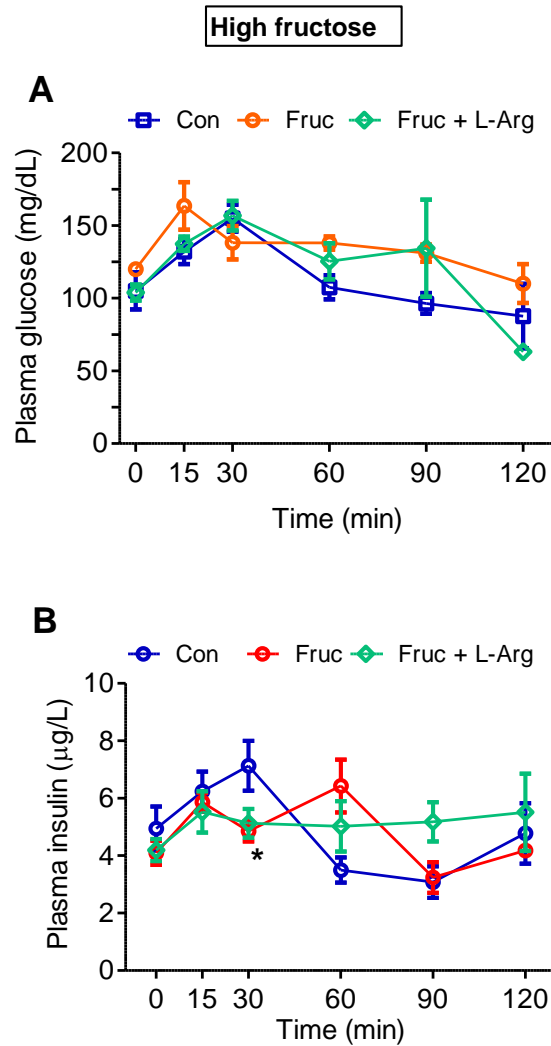 High fructose
A
Con Fruc Fruc + L-Arg
Plasma glucose (mg/dL)
200
150
100
50
0
0 15 30 60 90 120
Time (min)
B
Con Fruc Fruc + L-Arg
Plasma insulin (μg/L)
10
8
6
4
2
0
*
0 15 30 60 90 120
Time (min)